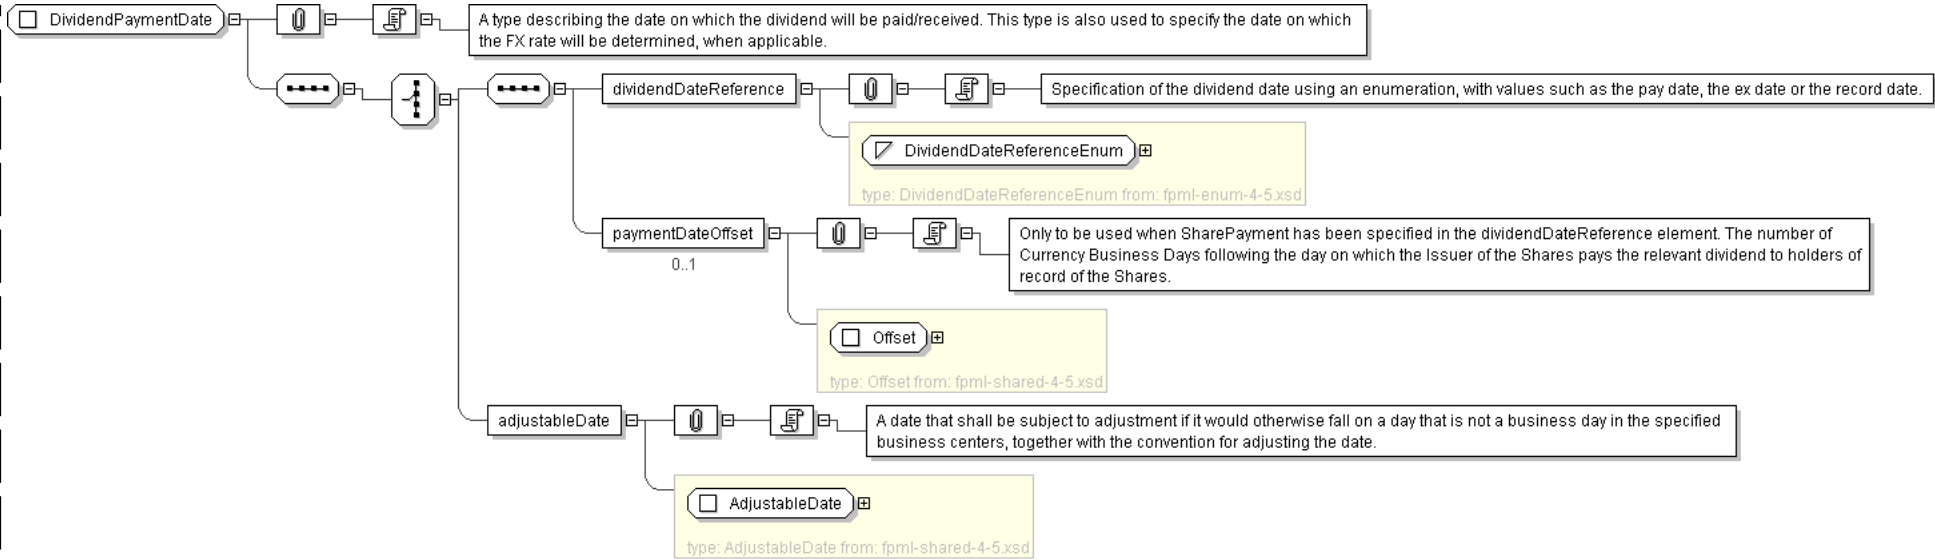 DividendPaymentDate
A type describing the date on which the dividend will be paid/received. This type is also used to specify the date on which
the FX rate will be determined, when applicable.
dividendDateReference
Specification of the dividend date using an enumeration, with values such as the pay date, the ex date or the record date.
DividendDateReferenceEnum
type: DividendDateReferenceEnum from: fpml-enum-4-5.xsd
paymentDateOffset
0..1
Only to be used when SharePayment has been specified in the dividendDateReference element. The number of
Currency Business Days following the day on which the Issuer of the Shares pays the relevant dividend to holders of
record of the Shares.
Offset
type: Offset from: fpml-shared-4-5.xsd
adjustableDate
A date that shall be subject to adjustment if it would otherwise fall on a day that is not a business day in the specified
business centers, together with the convention for adjusting the date.
AdjustableDate
type: AdjustableDate from: fpml-shared-4-5.xsd